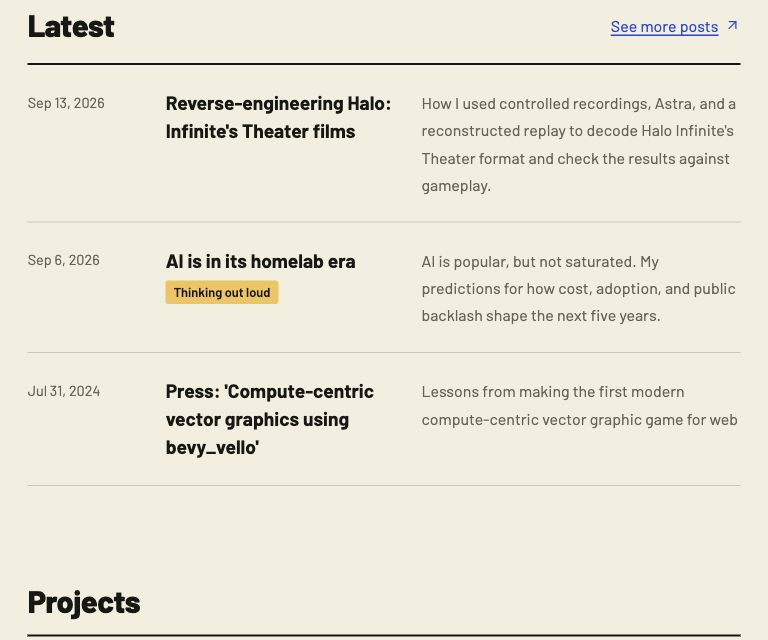 Latest
See more posts
Sep 13, 2026
Reverse-engineering Halo:
Infinite's Theater films
How I used controlled recordings, Astra, and a
reconstructed replay to decode Halo Infinite's
Theater format and check the results against
gameplay.
Sep 6, 2026
AI is in its homelab era
Thinking out loud
AI is popular, but not saturated. My
predictions for how cost, adoption, and public
backlash shape the next five years.
Jul 31, 2024
Press: 'Compute-centric
vector graphics using
bevy_vello'
Lessons from making the first modern
compute-centric vector graphic game for web
Projects